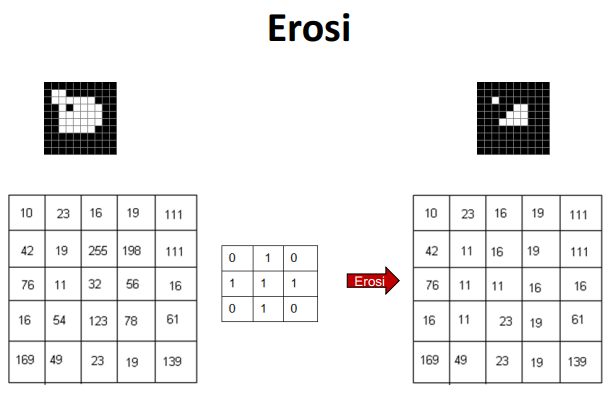 Erosi
10 23 16 19 111 10 23 16 19 111
42 19 255 198 111 0 1 0 42 11 16 19 111
76 11 32 56 16 1 1 1 Erosi 76 11 11 16 16
16 54 123 78 61 0 1 0 16 11 23 19 61
169 49 23 19 139 169 49 23 19 139